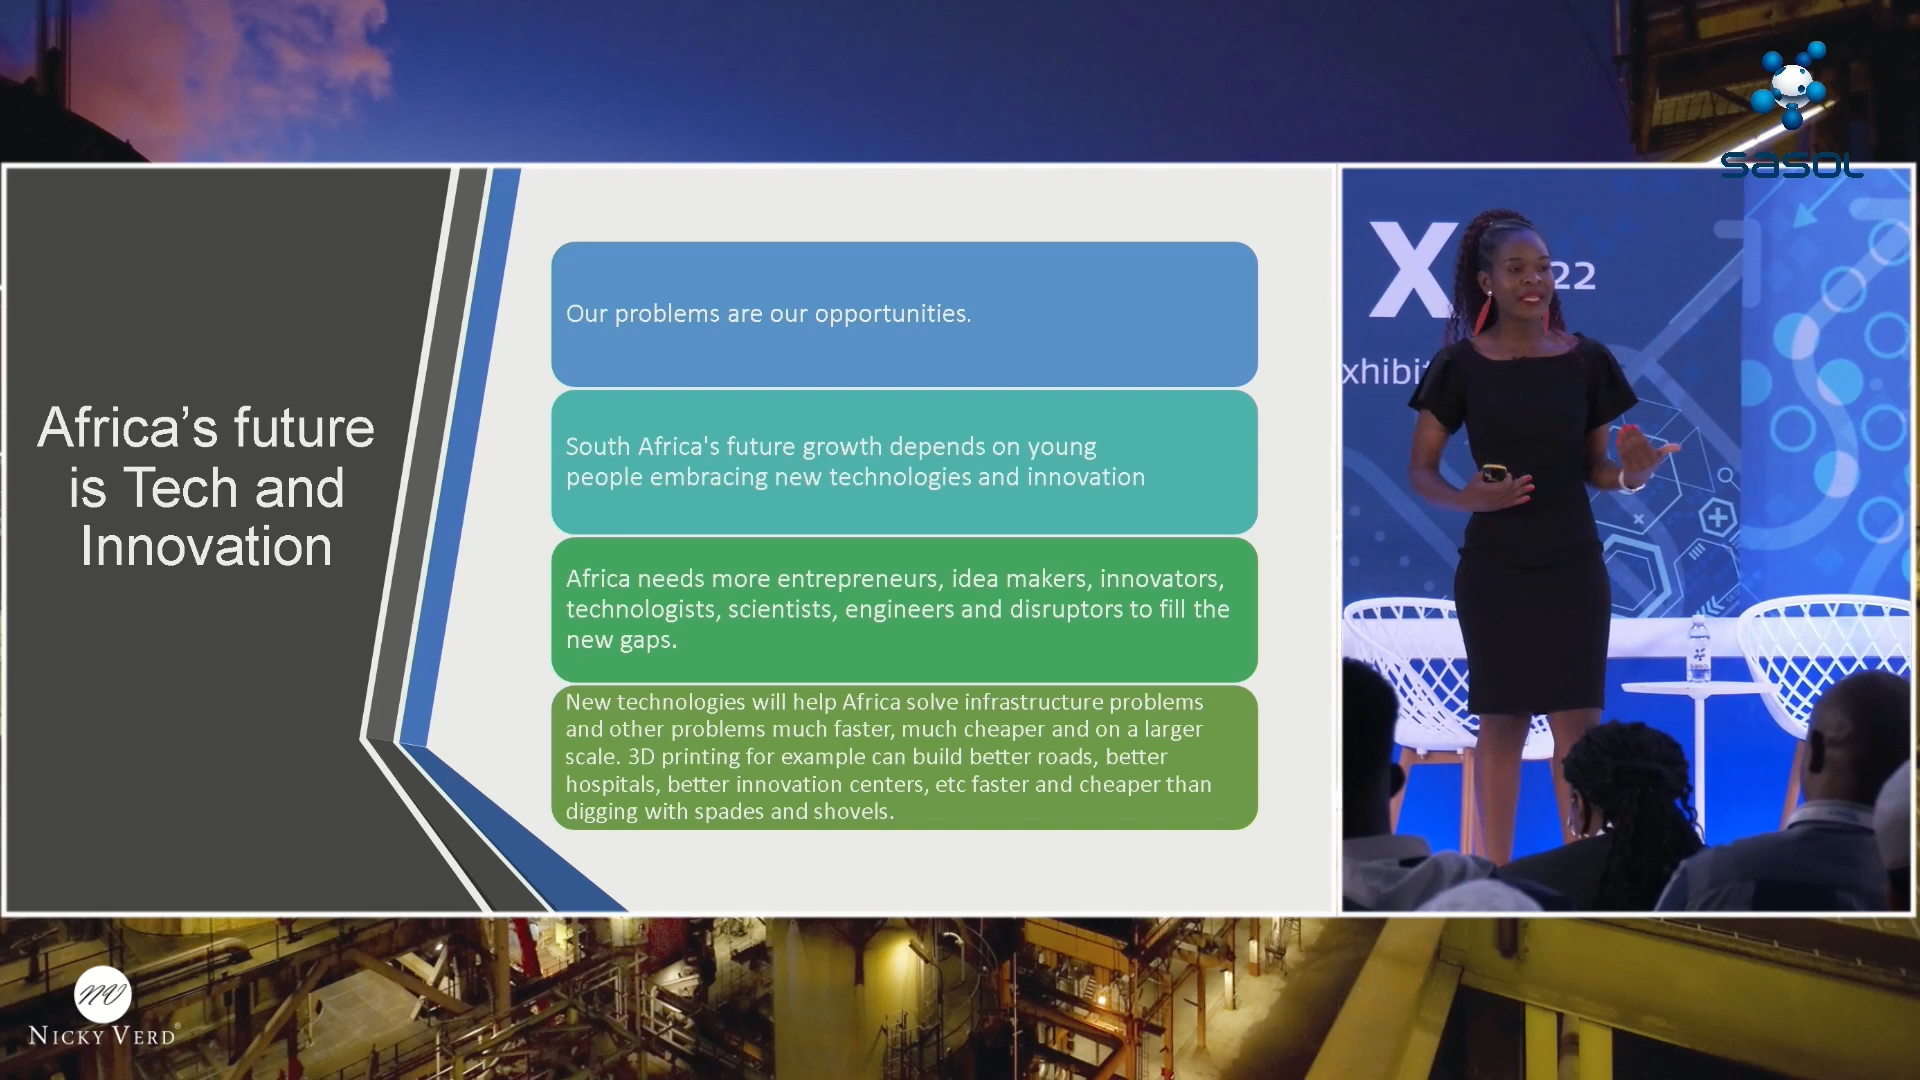 sasol
Africa’s future
is Tech and
Innovation
Our problems are our opportunities.
South Africa's future growth depends on young
people embracing new technologies and innovation
Africa needs more entrepreneurs, idea makers, innovators,
technologists, scientists, engineers and disruptors to fill the
new gaps.
New technologies will help Africa solve infrastructure problems
and other problems much faster, much cheaper and on a larger
scale. 3D printing for example can build better roads, better
hospitals, better innovation centers, etc faster and cheaper than
digging with spades and shovels.
X
22
xhibit
sasol
NV
NICKY VERD®